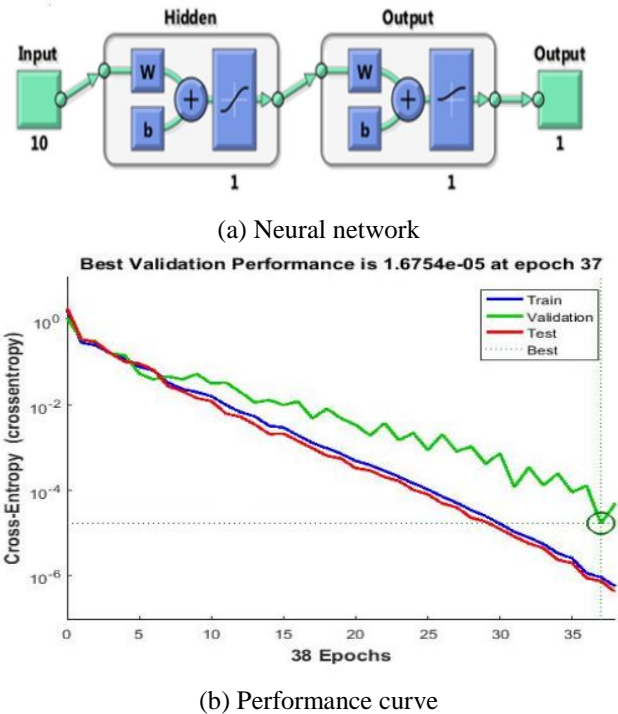 Hidden
Output
Input
W
b
+
W
b
+
Output
10
1
1
1
(a) Neural network
Best Validation Performance is 1.6754e-05 at epoch 37
Cross-Entropy (crossentropy)
10^0
10^-2
10^-4
10^-6
Train
Validation
Test
Best
0 5 10 15 20 25 30 35
38 Epochs
(b) Performance curve